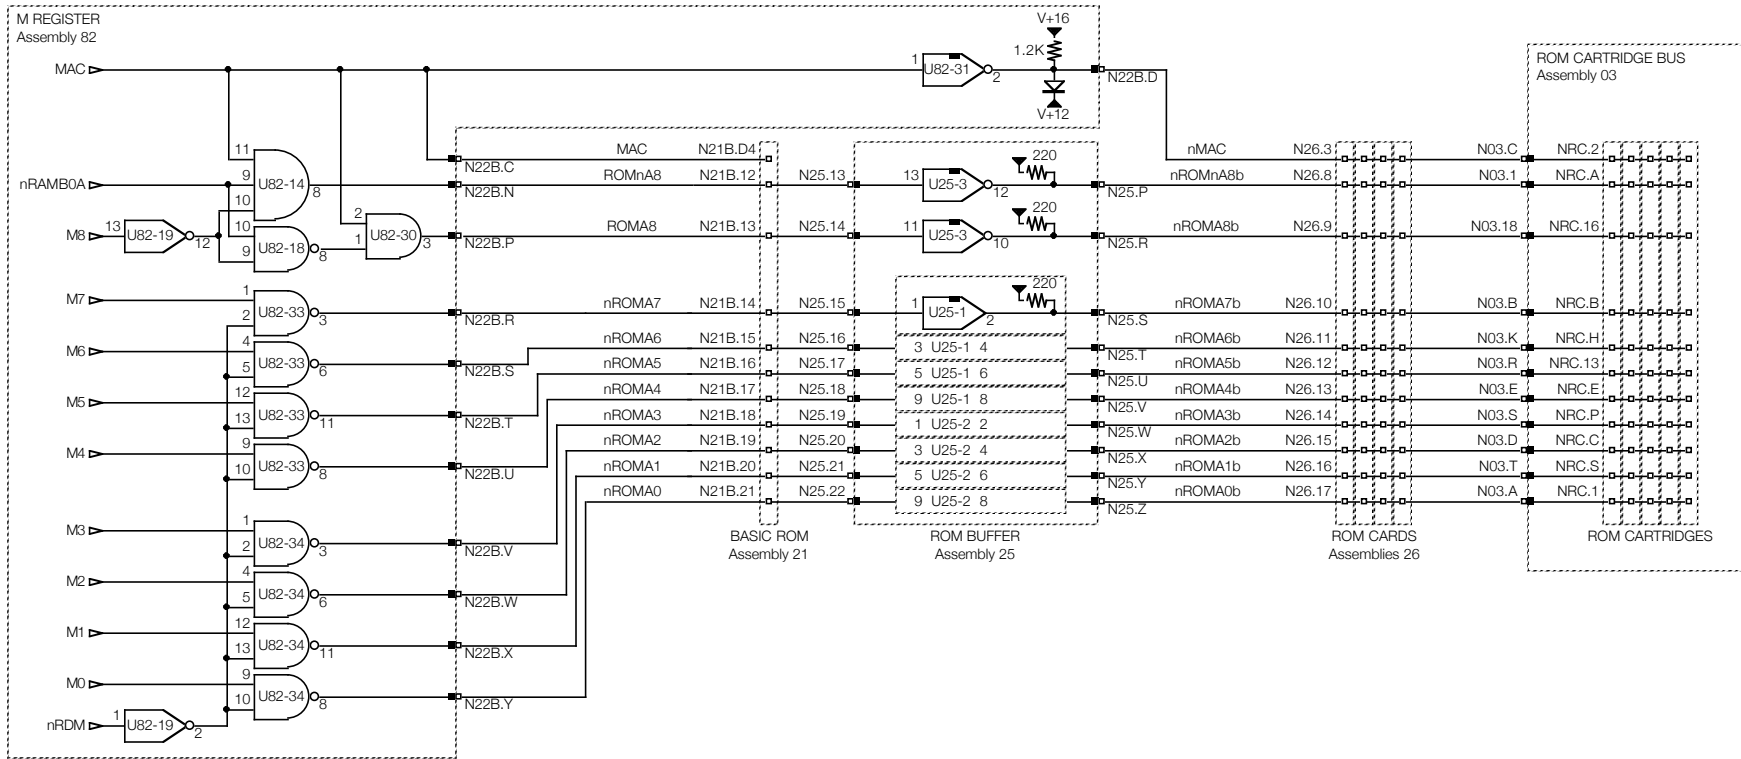 M REGISTER
Assembly 82
V+16
1.2K
MAC
1
U82-31
2
N22B.D
V+12
ROM CARTRIDGE BUS
Assembly 03
11
9
nRAMB0A
U82-14
8
10
N22B.C
MAC
N21B.D4
nMAC
N26.3
N03.C
NRC.2
N22B.N
ROMnA8
N21B.12
N25.13
13
U25-3
12
220
N25.P
nROMnA8b
N26.8
N03.1
NRC.A
M8
13
U82-19
12
10
9
U82-18
8
2
1
U82-30
3
N22B.P
ROMA8
N21B.13
N25.14
11
U25-3
10
220
N25.R
nROMA8b
N26.9
N03.18
NRC.16
M7
1
2
U82-33
3
N22B.R
nROMA7
N21B.14
N25.15
1
U25-1
2
220
N25.S
nROMA7b
N26.10
N03.B
NRC.B
M6
4
5
U82-33
6
N22B.S
nROMA6
N21B.15
N25.16
3 U25-1 4
N25.T
nROMA6b
N26.11
N03.K
NRC.H
nROMA5
N21B.16
N25.17
5 U25-1 6
N25.U
nROMA5b
N26.12
N03.R
NRC.13
M5
12
13
U82-33
11
N22B.T
nROMA4
N21B.17
N25.18
9 U25-1 8
N25.V
nROMA4b
N26.13
N03.E
NRC.E
nROMA3
N21B.18
N25.19
1 U25-2 2
N25.W
nROMA3b
N26.14
N03.S
NRC.P
M4
9
10
U82-33
8
N22B.U
nROMA2
N21B.19
N25.20
3 U25-2 4
N25.X
nROMA2b
N26.15
N03.D
NRC.C
nROMA1
N21B.20
N25.21
5 U25-2 6
N25.Y
nROMA1b
N26.16
N03.T
NRC.S
nROMA0
N21B.21
N25.22
9 U25-2 8
N25.Z
nROMA0b
N26.17
N03.A
NRC.1
M3
1
2
U82-34
3
N22B.V
BASIC ROM
Assembly 21
ROM BUFFER
Assembly 25
ROM CARDS
Assemblies 26
ROM CARTRIDGES
M2
4
5
U82-34
6
N22B.W
M1
12
13
U82-34
11
N22B.X
M0
9
10
U82-34
8
N22B.Y
nRDM
1
U82-19
2